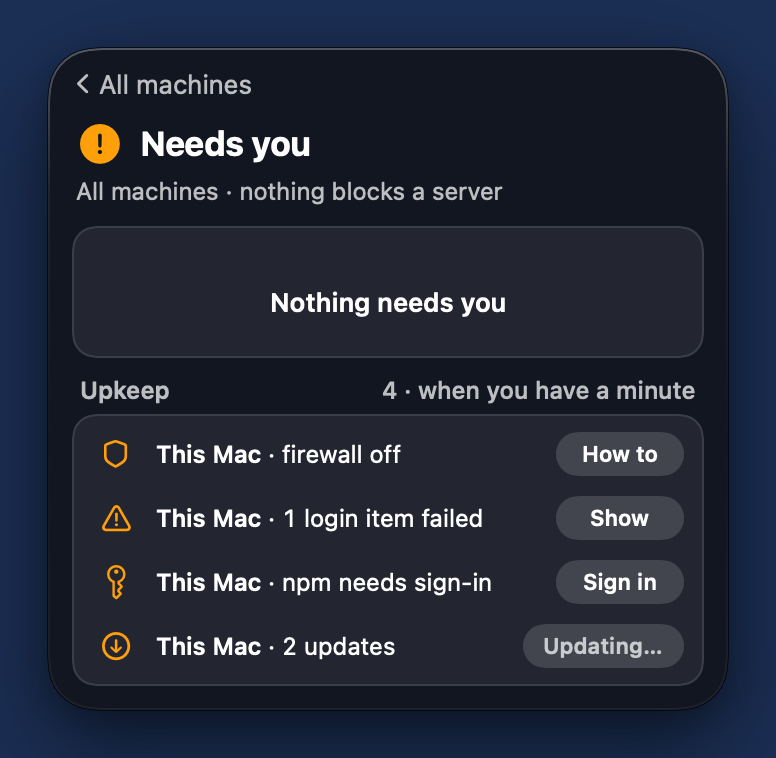 All machines
Needs you
All machines · nothing blocks a server
Nothing needs you
Upkeep 4 · when you have a minute
This Mac · firewall off How to
This Mac · 1 login item failed Show
This Mac · npm needs sign-in Sign in
This Mac · 2 updates Updating...